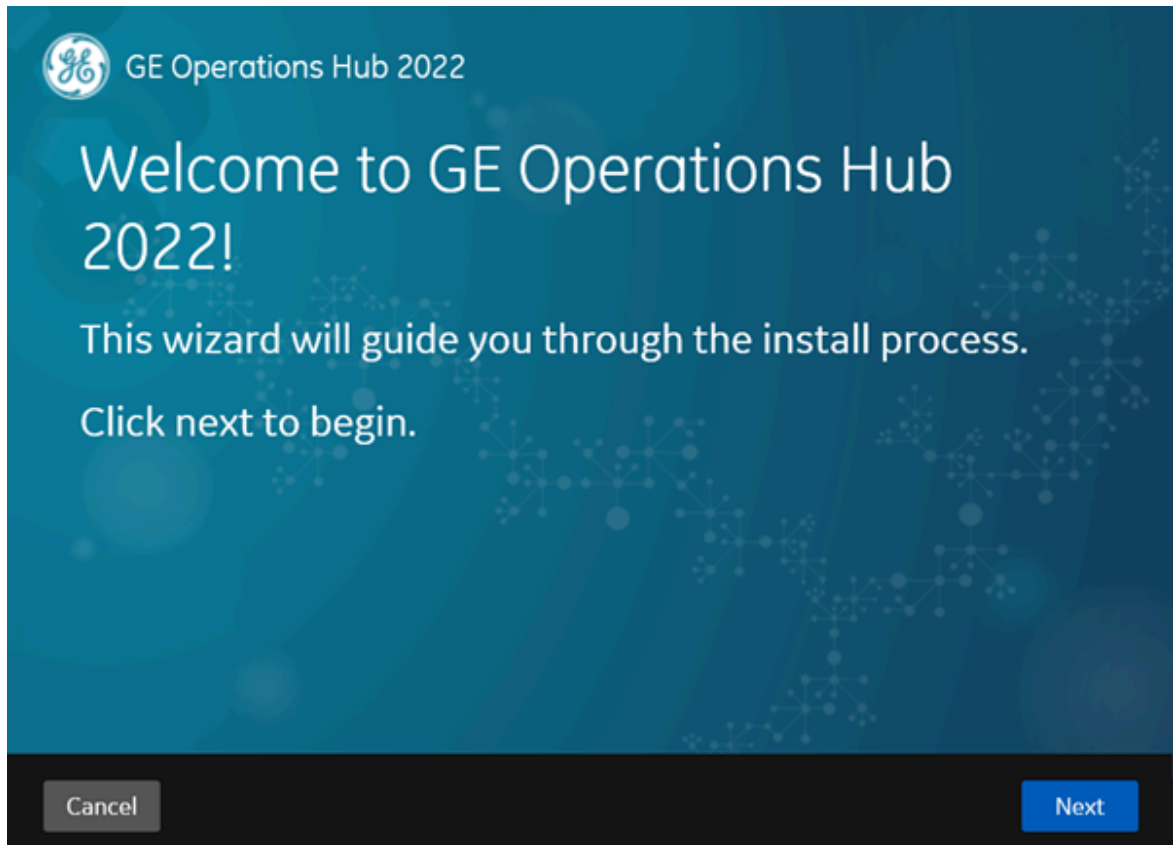 GE Operations Hub 2022
Welcome to GE Operations Hub
2022!
This wizard will guide you through the install process.
Click next to begin.
Cancel
Next